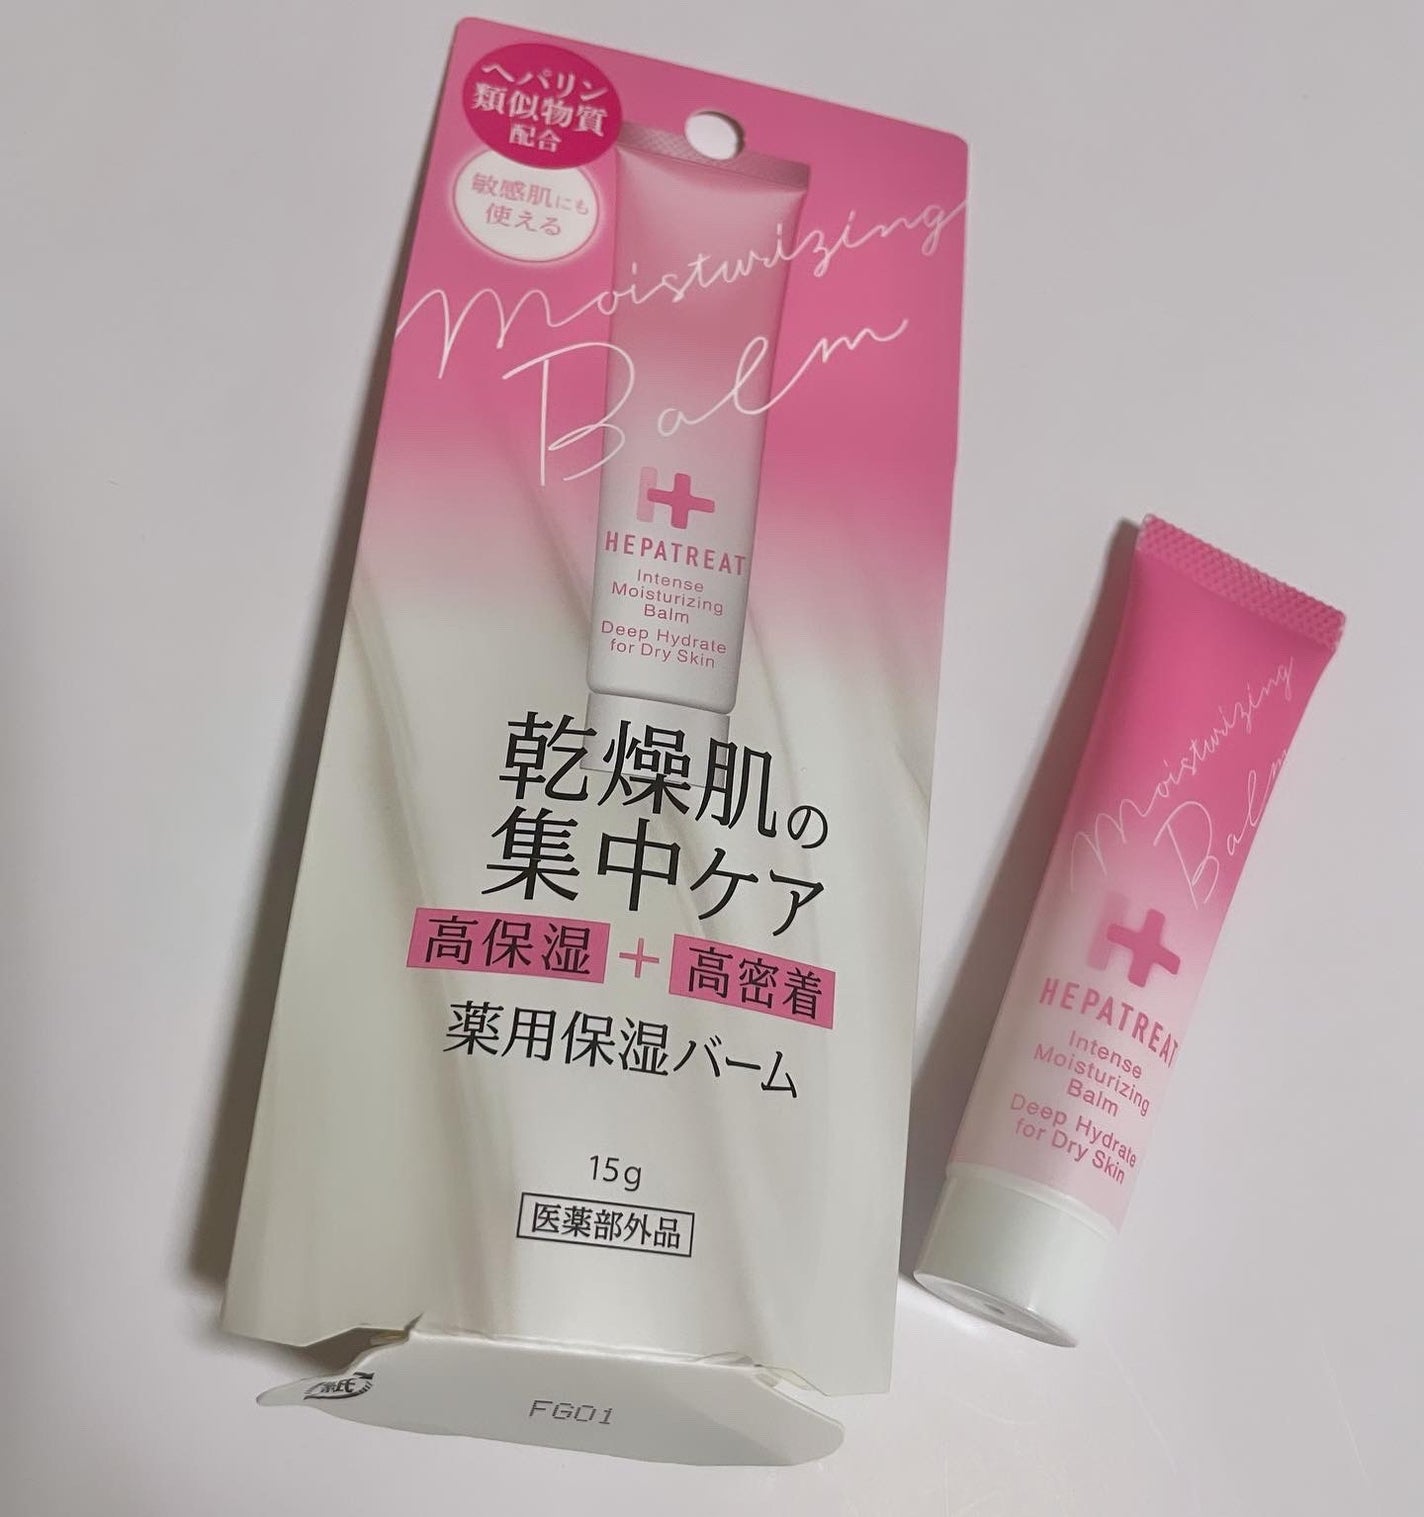 ヘパリン
類似物質
配合
敏感肌にも
使える
Moisturizing
Balm
HEPATREAT
Intense
Moisturizing
Balm
Deep Hydrate
for Dry Skin
乾燥肌の
集中ケア
高保湿+高密着
薬用保湿バーム
15g
医薬部外品
FG01
Moisturizing
Balm
HEPATREAT
Intense
Moisturizing
Balm
Deep Hydrate
for Dry Skin